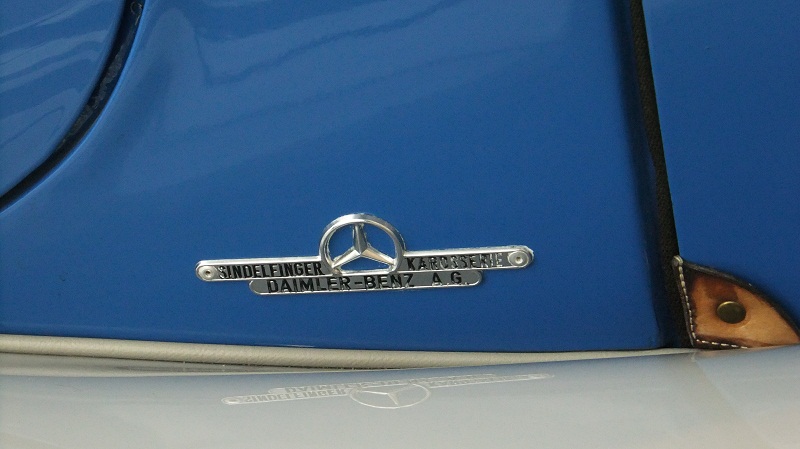 SINDELFINGER KAROSSERIE
DAIMLER-BENZ A.G.